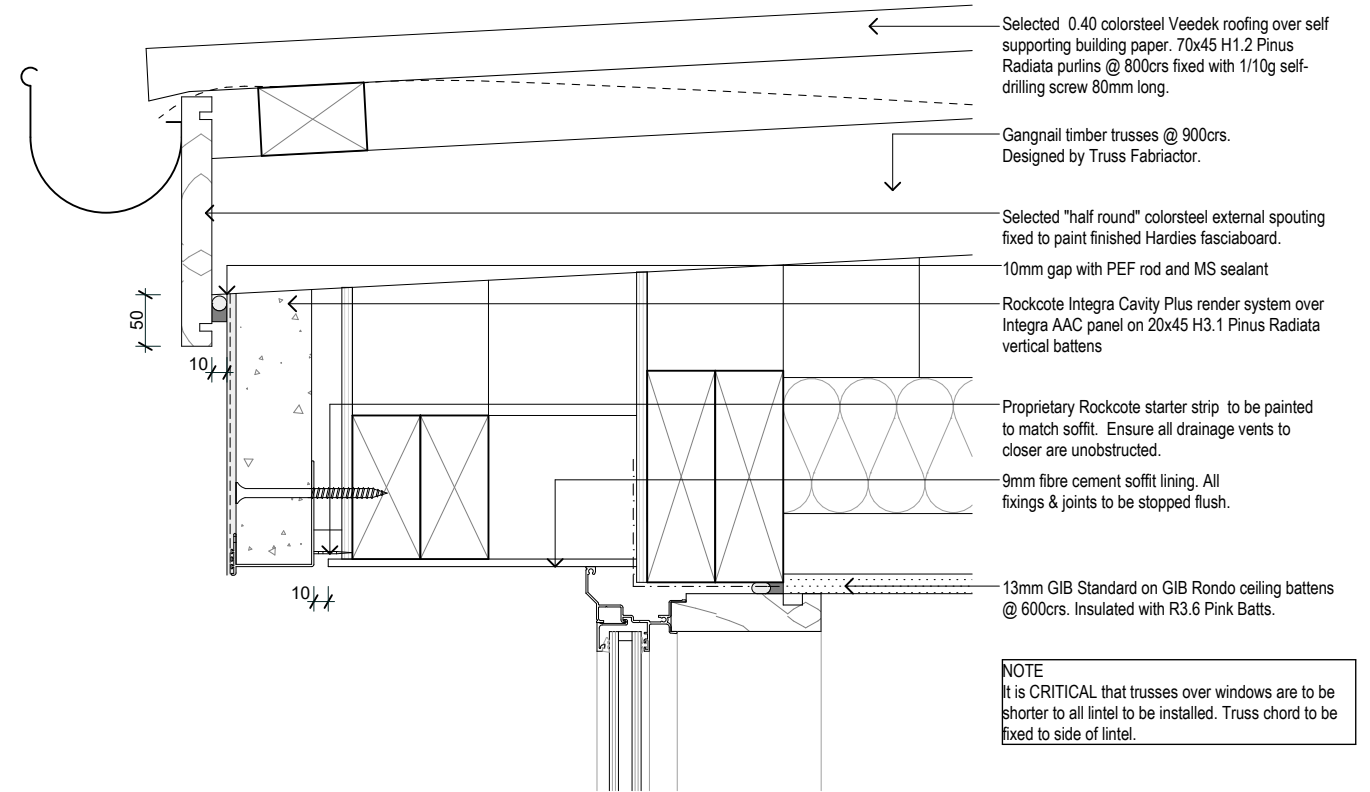 Selected 0.40 colorsteel Veedek roofing over self
supporting building paper. 70x45 H1.2 Pinus
Radiata purlins @ 800crs fixed with 1/10g self-
drilling screw 80mm long.
Gangnail timber trusses @ 900crs.
Designed by Truss Fabriactor.
Selected "half round" colorsteel external spouting
fixed to paint finished Hardies fasciaboard.
10mm gap with PEF rod and MS sealant
Rockcote Integra Cavity Plus render system over
Integra AAC panel on 20x45 H3.1 Pinus Radiata
vertical battens
50
10
Proprietary Rockcote starter strip to be painted
to match soffit. Ensure all drainage vents to
closer are unobstructed.
9mm fibre cement soffit lining. All
fixings & joints to be stopped flush.
10
13mm GIB Standard on GIB Rondo ceiling battens
@ 600crs. Insulated with R3.6 Pink Batts.
NOTE
It is CRITICAL that trusses over windows are to be
shorter to all lintel to be installed. Truss chord to be
fixed to side of lintel.